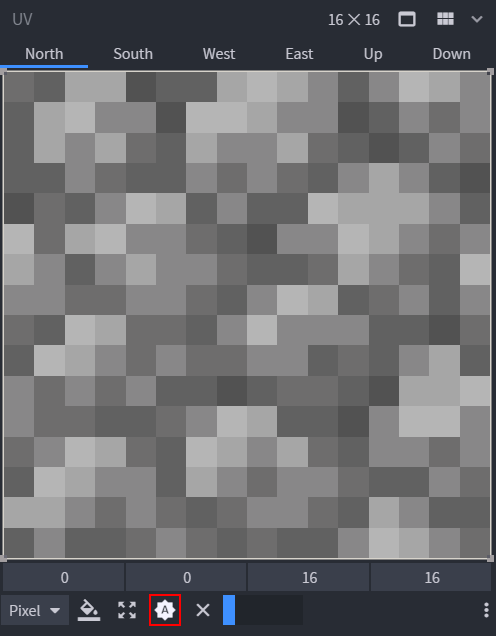 UV 16 × 16
North South West East Up Down
0 0 16 16
Pixel A